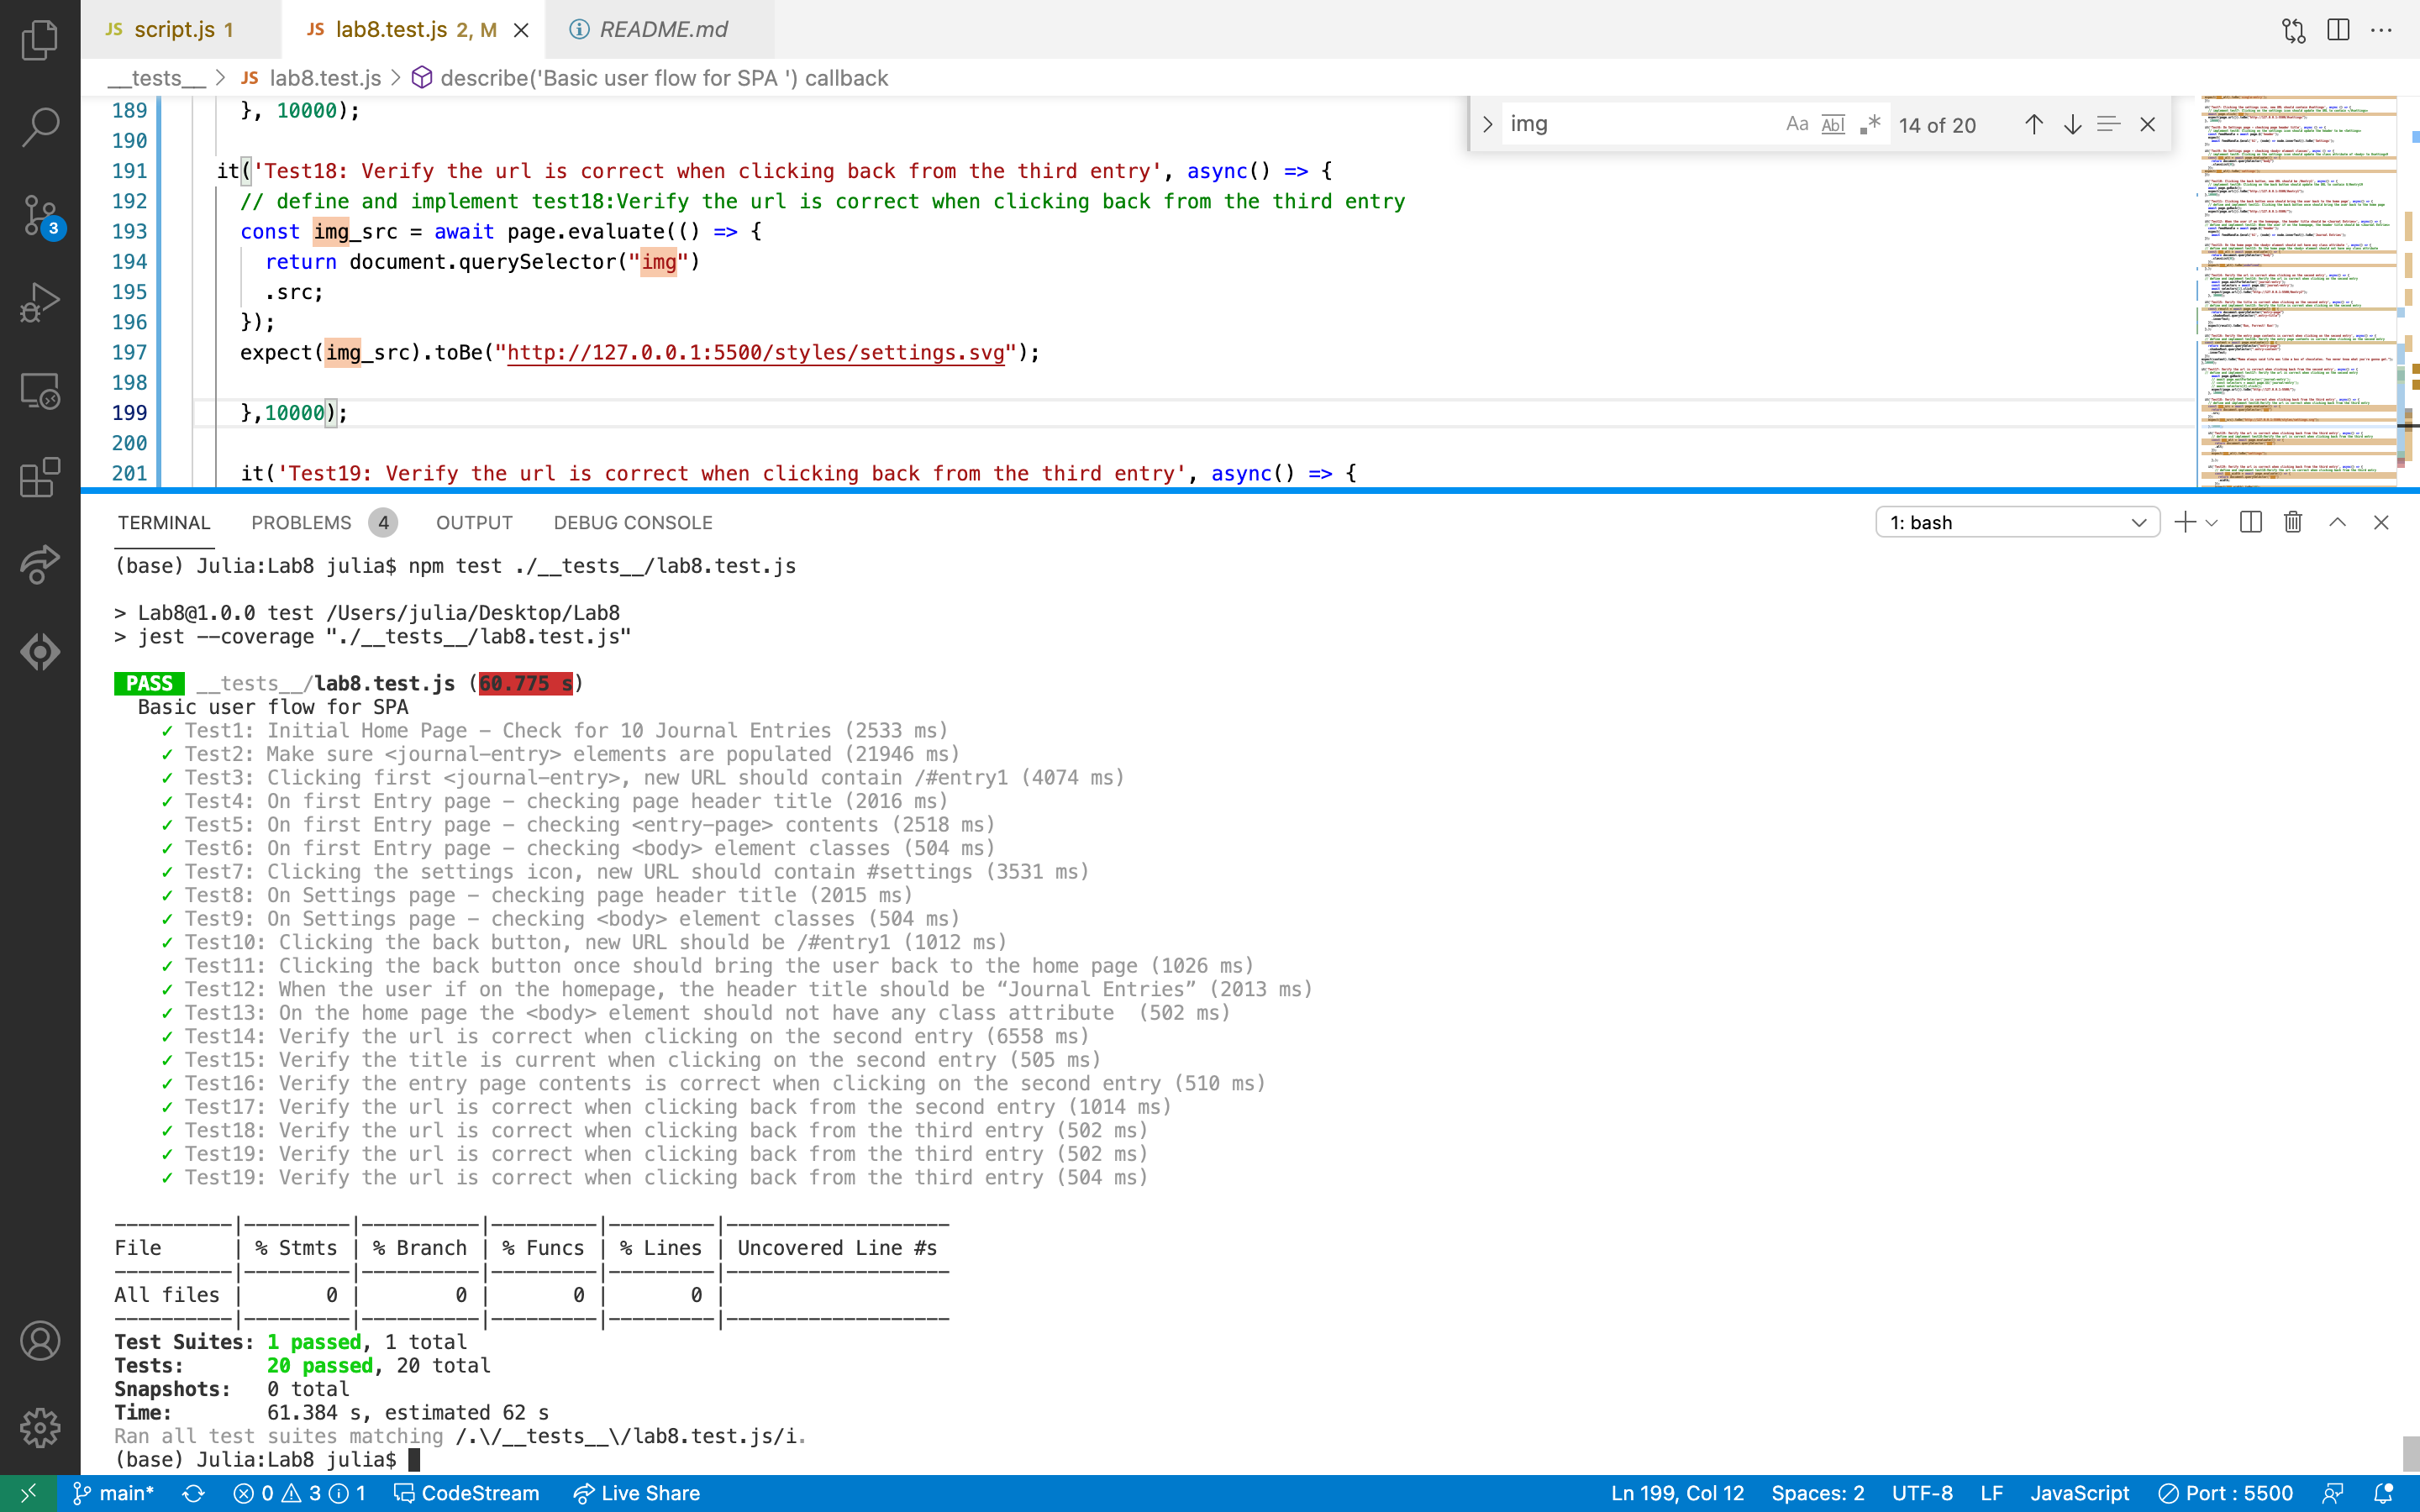 JS script.js 1
JS lab8.test.js 2, M
README.md
__tests__ > JS lab8.test.js > describe('Basic user flow for SPA ') callback
img
Aa Abl .* 14 of 20
189 }, 10000);
190
191 it('Test18: Verify the url is correct when clicking back from the third entry', async() => {
192 // define and implement test18:Verify the url is correct when clicking back from the third entry
193 const img_src = await page.evaluate(() => {
194 return document.querySelector("img")
195 .src;
196 });
197 expect(img_src).toBe("http://127.0.0.1:5500/styles/settings.svg");
198
199 },10000);
200
201 it('Test19: Verify the url is correct when clicking back from the third entry', async() => {
3
TERMINAL PROBLEMS 4 OUTPUT DEBUG CONSOLE 1: bash
(base) Julia:Lab8 julia$ npm test ./__tests__/lab8.test.js
> Lab8@1.0.0 test /Users/julia/Desktop/Lab8
> jest --coverage "./__tests__/lab8.test.js"
PASS __tests__/lab8.test.js (60.775 s)
Basic user flow for SPA
✓ Test1: Initial Home Page – Check for 10 Journal Entries (2533 ms)
✓ Test2: Make sure <journal-entry> elements are populated (21946 ms)
✓ Test3: Clicking first <journal-entry>, new URL should contain /#entry1 (4074 ms)
✓ Test4: On first Entry page – checking page header title (2016 ms)
✓ Test5: On first Entry page – checking <entry-page> contents (2518 ms)
✓ Test6: On first Entry page – checking <body> element classes (504 ms)
✓ Test7: Clicking the settings icon, new URL should contain #settings (3531 ms)
✓ Test8: On Settings page – checking page header title (2015 ms)
✓ Test9: On Settings page – checking <body> element classes (504 ms)
✓ Test10: Clicking the back button, new URL should be /#entry1 (1012 ms)
✓ Test11: Clicking the back button once should bring the user back to the home page (1026 ms)
✓ Test12: When the user if on the homepage, the header title should be “Journal Entries” (2013 ms)
✓ Test13: On the home page the <body> element should not have any class attribute  (502 ms)
✓ Test14: Verify the url is correct when clicking on the second entry (6558 ms)
✓ Test15: Verify the title is current when clicking on the second entry (505 ms)
✓ Test16: Verify the entry page contents is correct when clicking on the second entry (510 ms)
✓ Test17: Verify the url is correct when clicking back from the second entry (1014 ms)
✓ Test18: Verify the url is correct when clicking back from the third entry (502 ms)
✓ Test19: Verify the url is correct when clicking back from the third entry (502 ms)
✓ Test19: Verify the url is correct when clicking back from the third entry (504 ms)
----------|---------|----------|---------|---------|-------------------
File | % Stmts | % Branch | % Funcs | % Lines | Uncovered Line #s
----------|---------|----------|---------|---------|-------------------
All files | 0 | 0 | 0 | 0 |
----------|---------|----------|---------|---------|-------------------
Test Suites: 1 passed, 1 total
Tests: 20 passed, 20 total
Snapshots: 0 total
Time: 61.384 s, estimated 62 s
Ran all test suites matching /.\/__tests__\/lab8.test.js/i.
(base) Julia:Lab8 julia$
main* 0 3 1 CodeStream Live Share Ln 199, Col 12 Spaces: 2 UTF-8 LF JavaScript Port : 5500